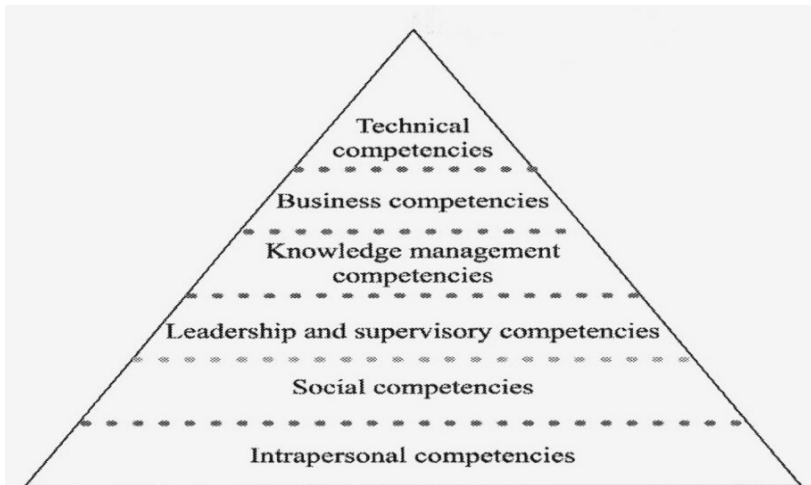 Technical
competencies
Business competencies
Knowledge management
competencies
Leadership and supervisory competencies
Social competencies
Intrapersonal competencies